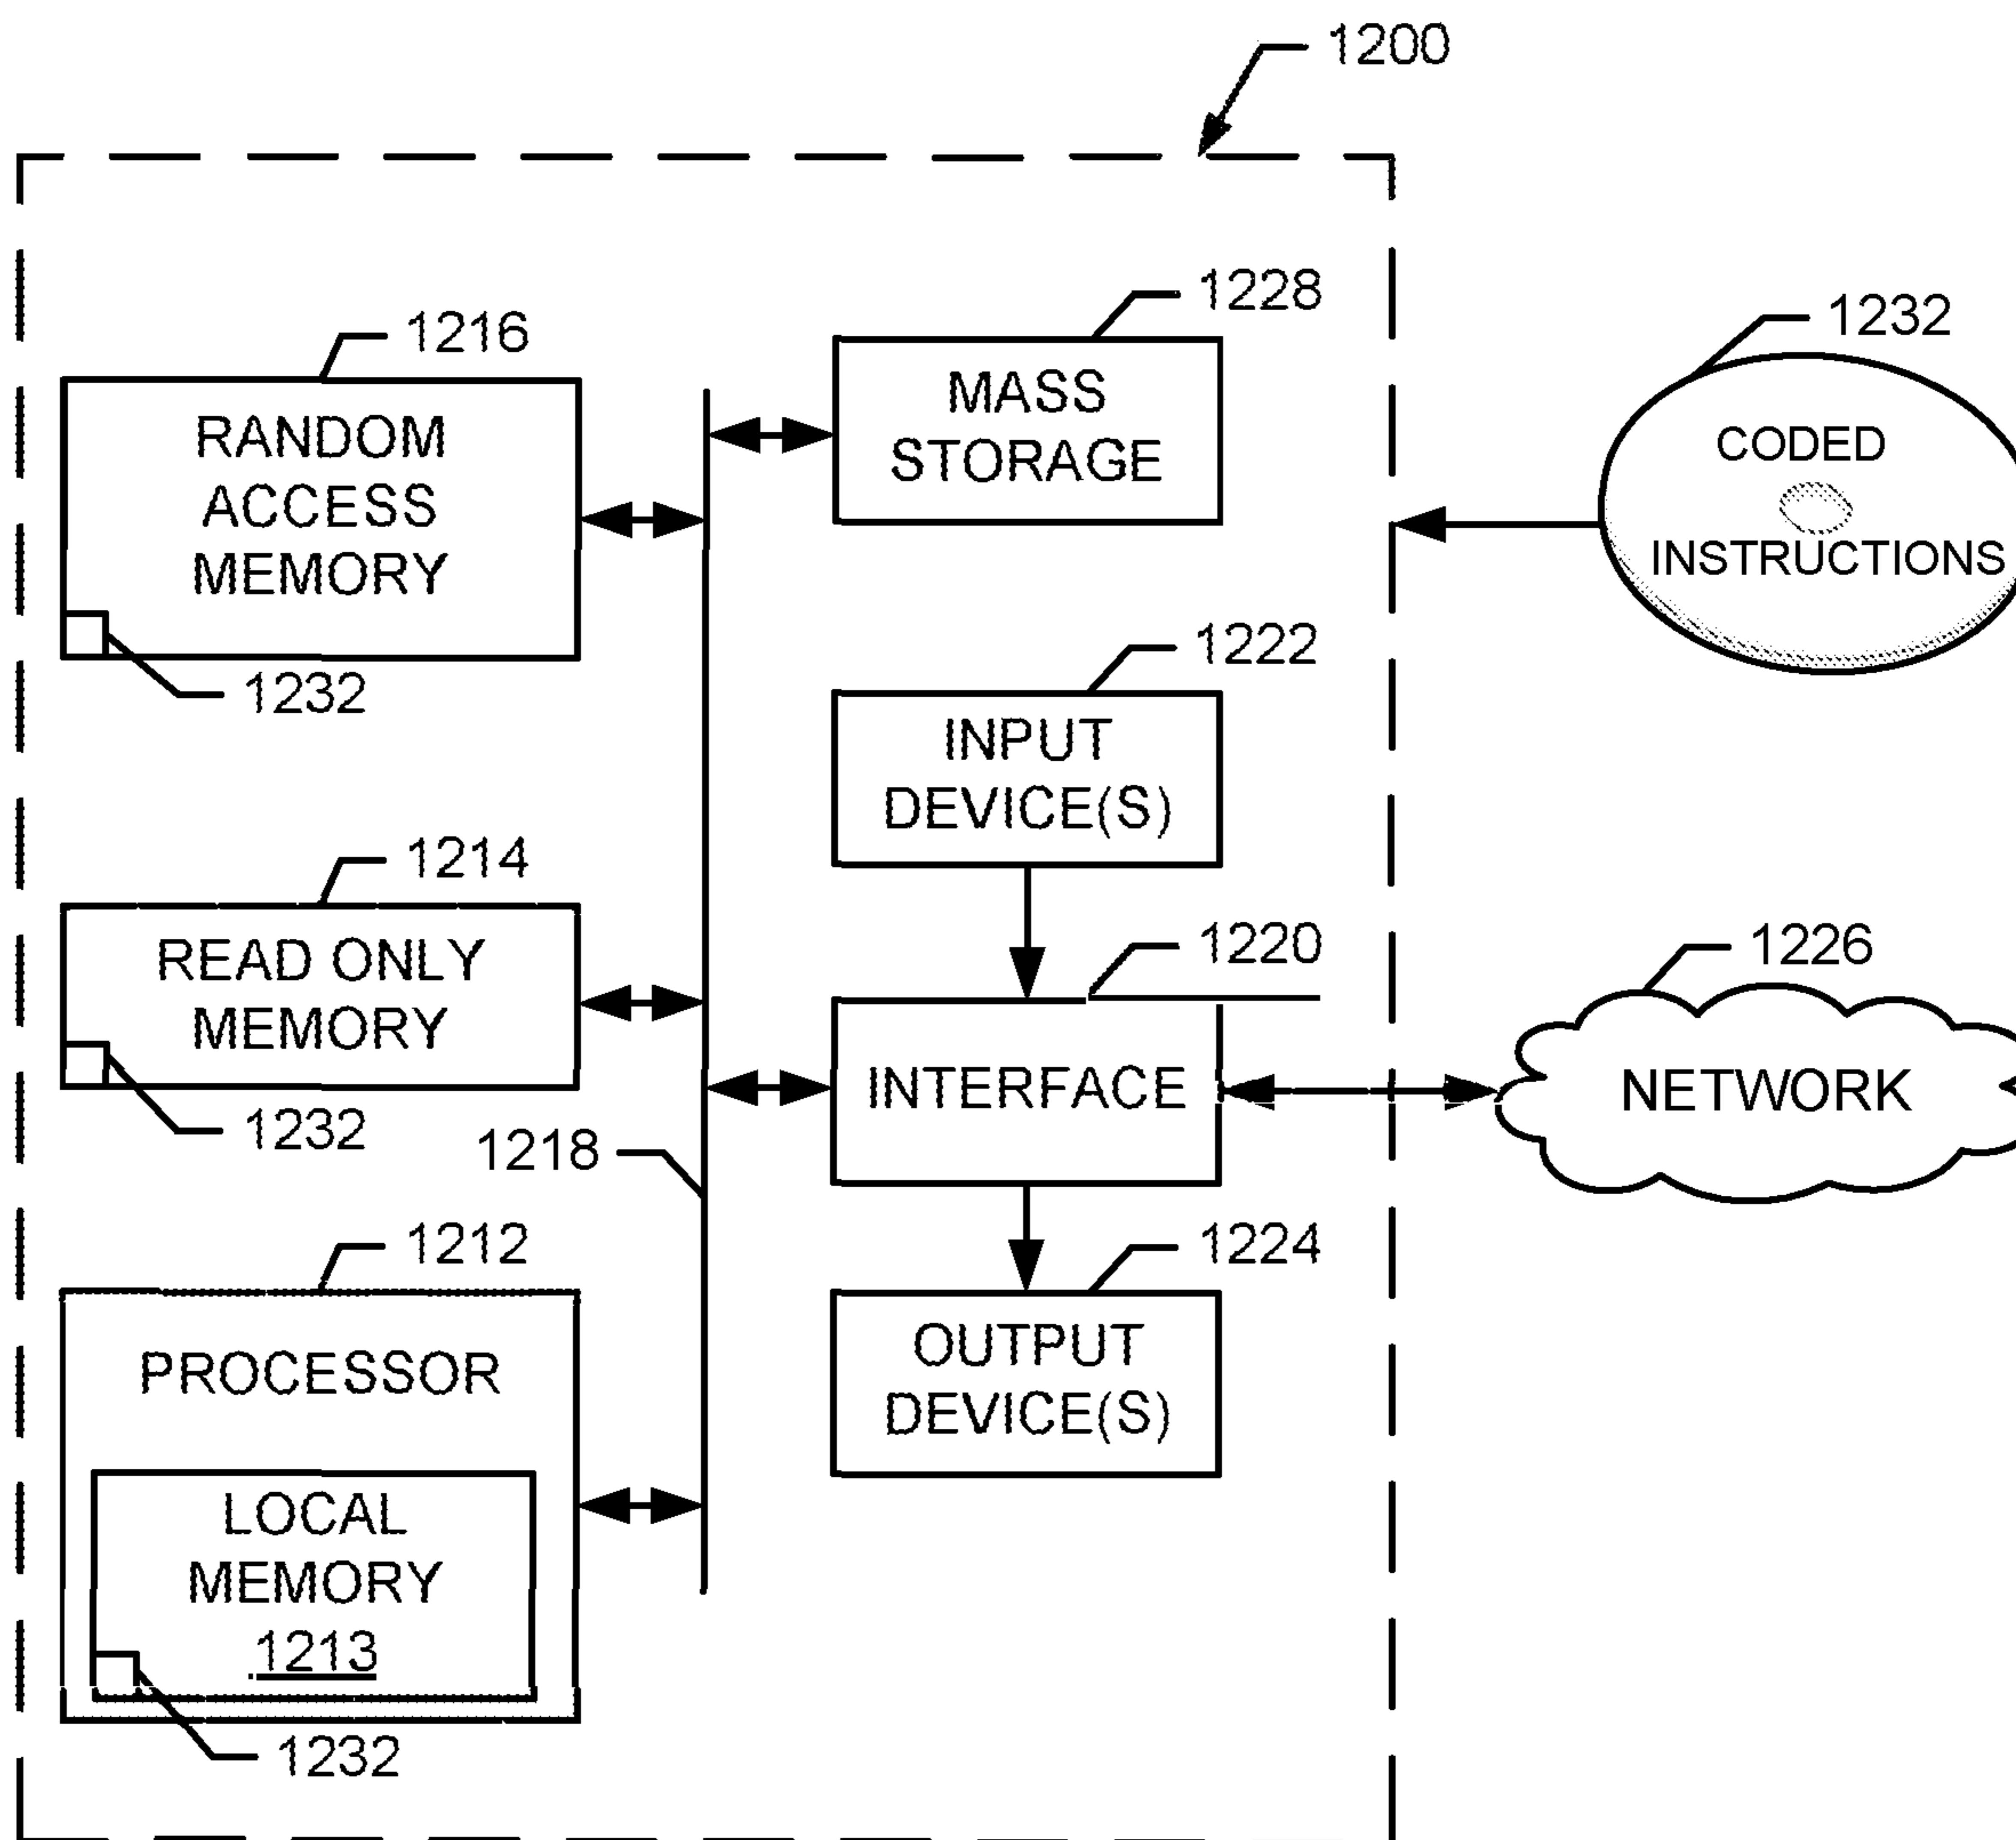 1200
1228
1216
1232
MASS
STORAGE
RANDOM
ACCESS
MEMORY
CODED
INSTRUCTIONS
1232
1222
INPUT
DEVICE(S)
1214
READ ONLY
MEMORY
1232
1220
INTERFACE
1226
NETWORK
1218
1212
PROCESSOR
LOCAL
MEMORY
1213
1232
1224
OUTPUT
DEVICE(S)